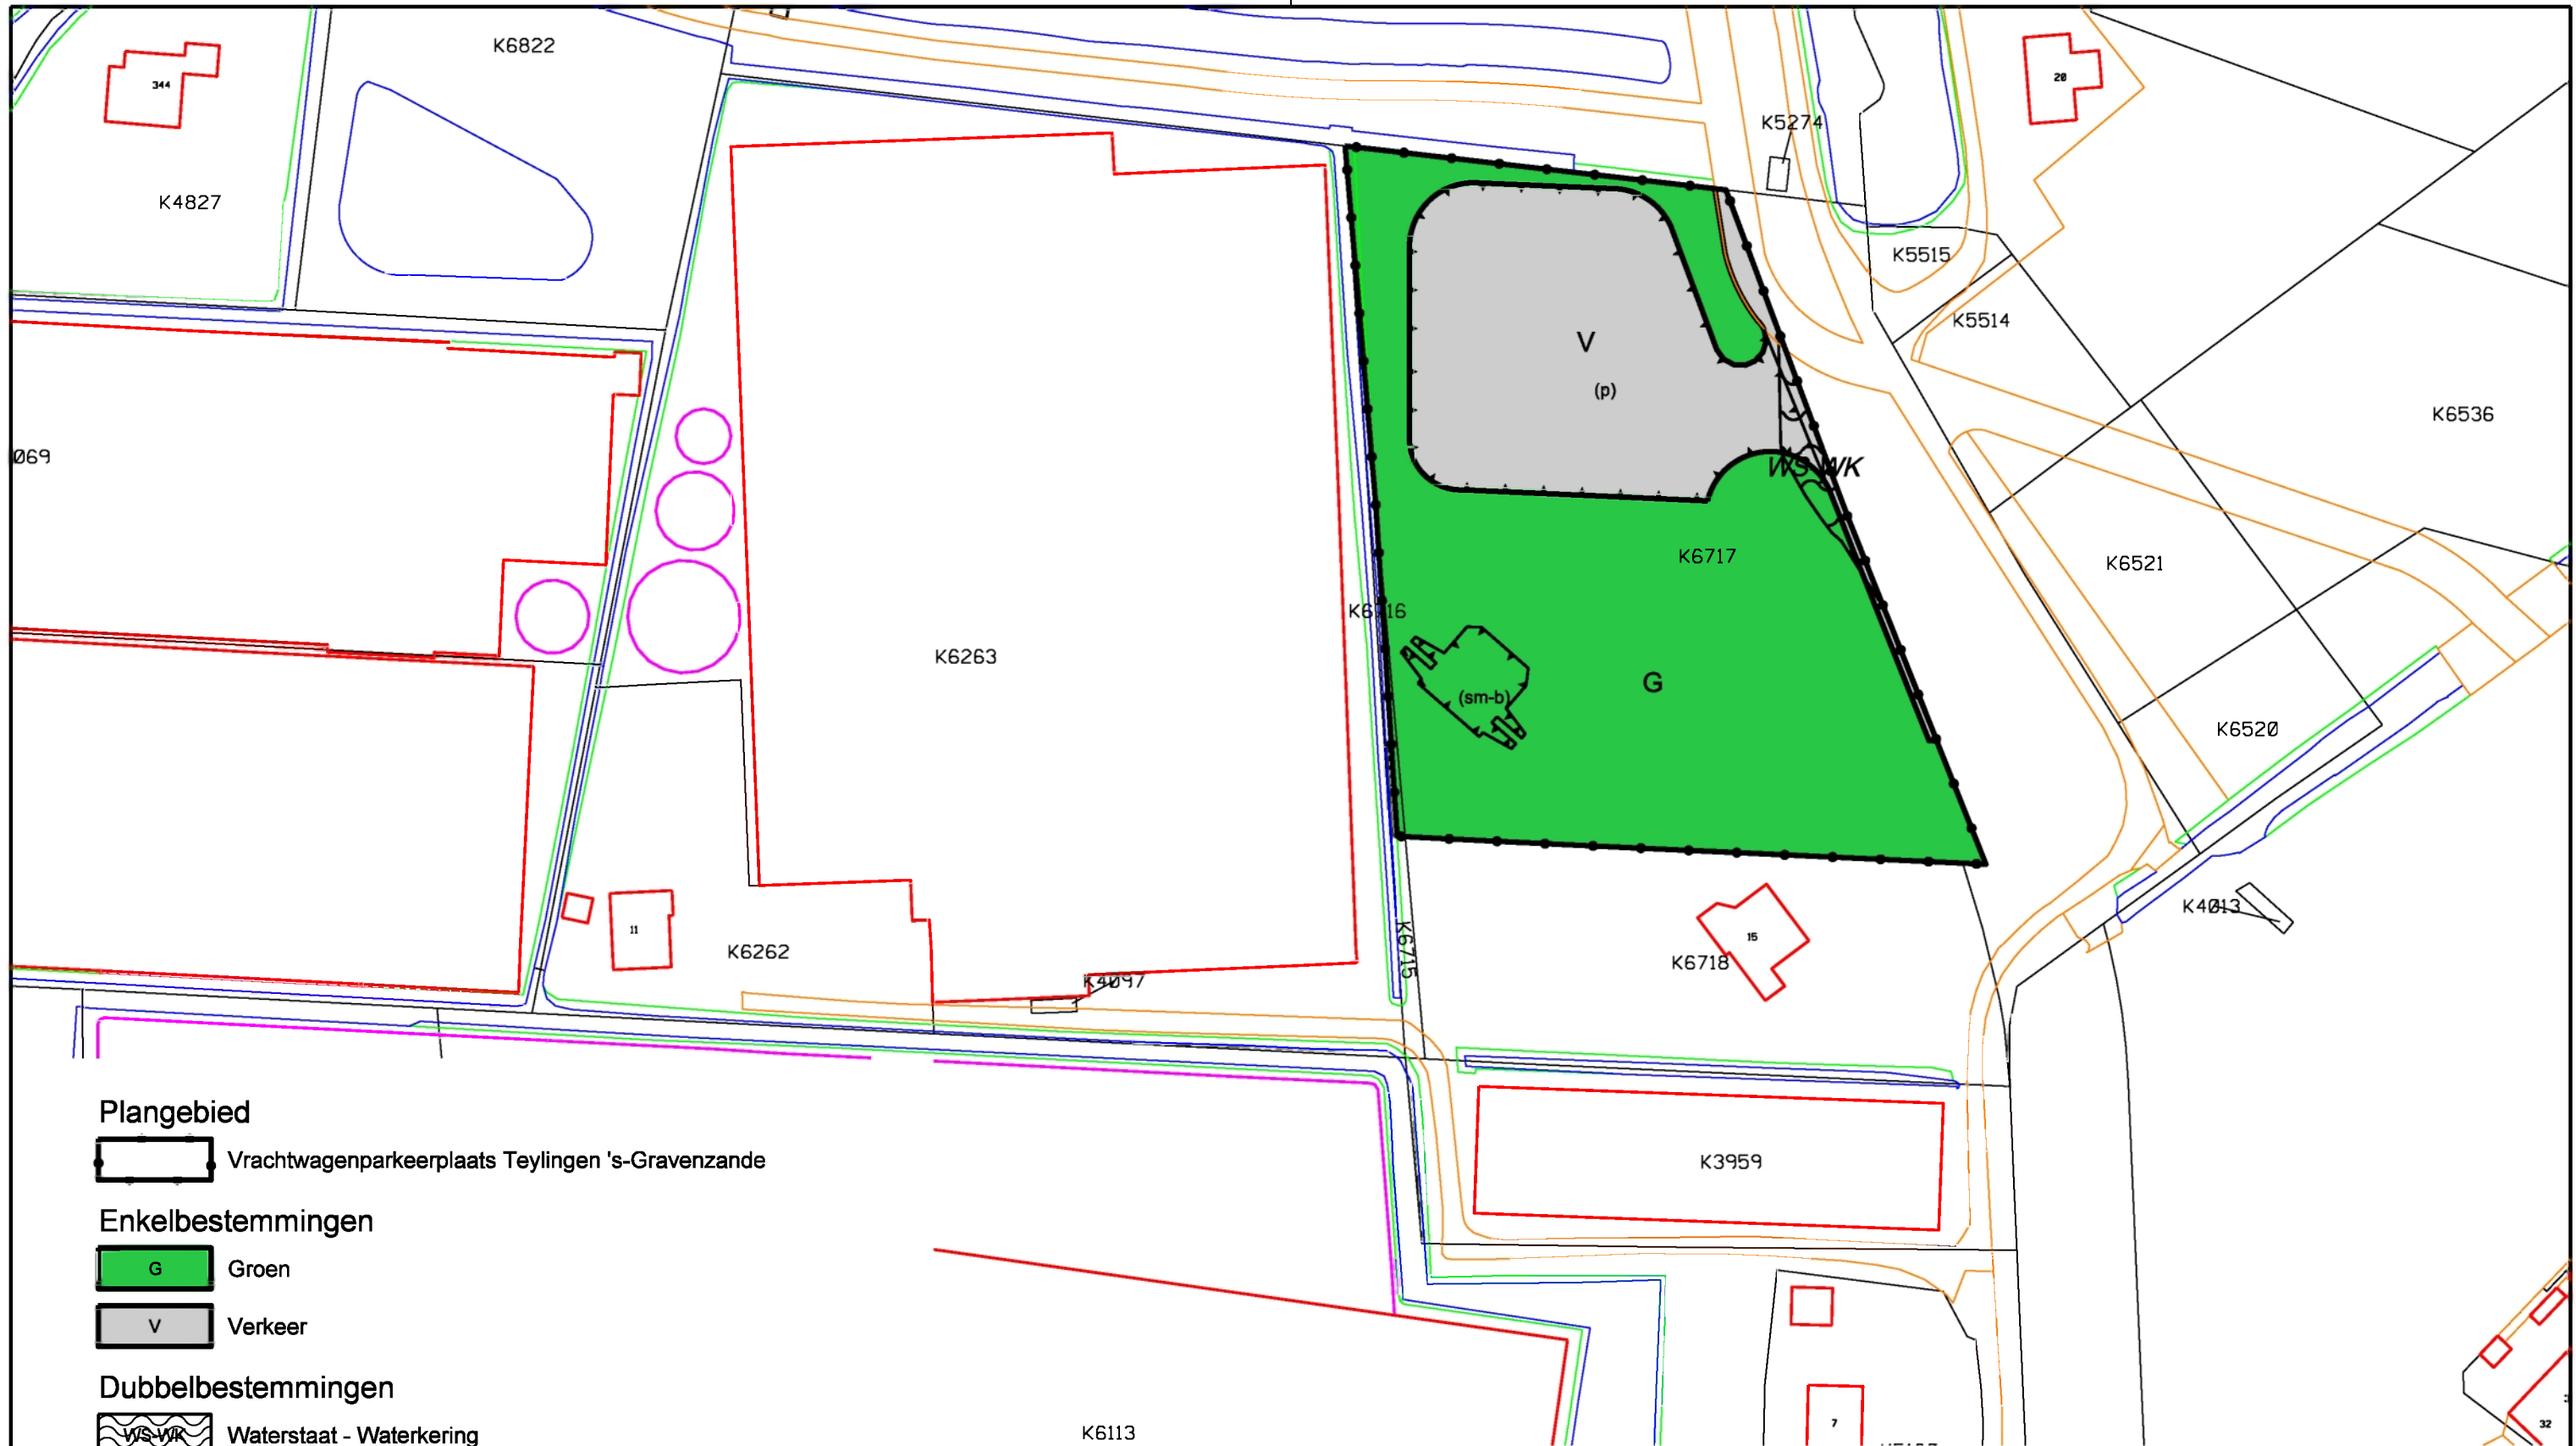 K6822
344
20
K5274
K4827
K5515
K5514
V
(p)
K6536
069
WS-WK
K6717
K6521
K6716
K6263
(sm-b)
G
K6520
K4013
11
15
K6262
K6715
K6718
K4097
Plangebied
Vrachtwagenparkeerplaats Teylingen 's-Gravenzande
K3959
Enkelbestemmingen
G Groen
V Verkeer
Dubbelbestemmingen
WS-WK Waterstaat - Waterkering
K6113
7
32